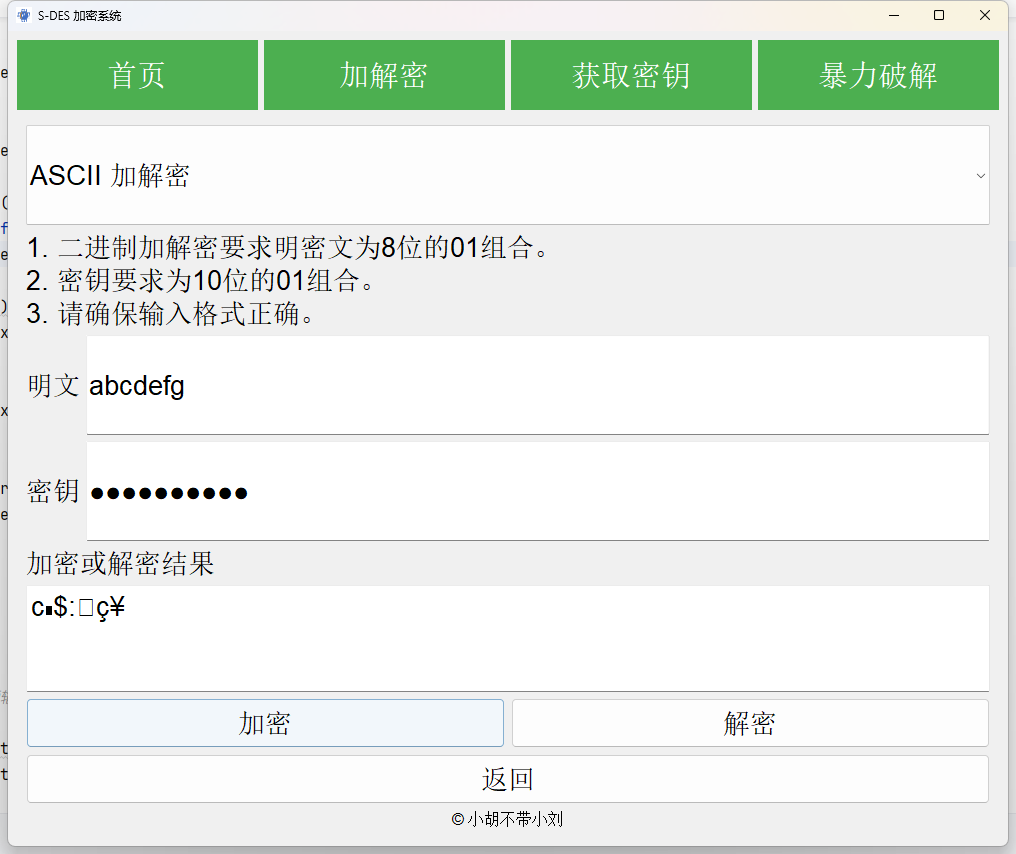 S-DES 加密系统
首页 加解密 获取密钥 暴力破解
ASCII 加解密
1. 二进制加解密要求明密文为8位的01组合。
2. 密钥要求为10位的01组合。
3. 请确保输入格式正确。
明文 abcdefg
密钥 ●●●●●●●●●●
加密或解密结果
c▖$:□ç¥
加密 解密
返回
© 小胡不带小刘